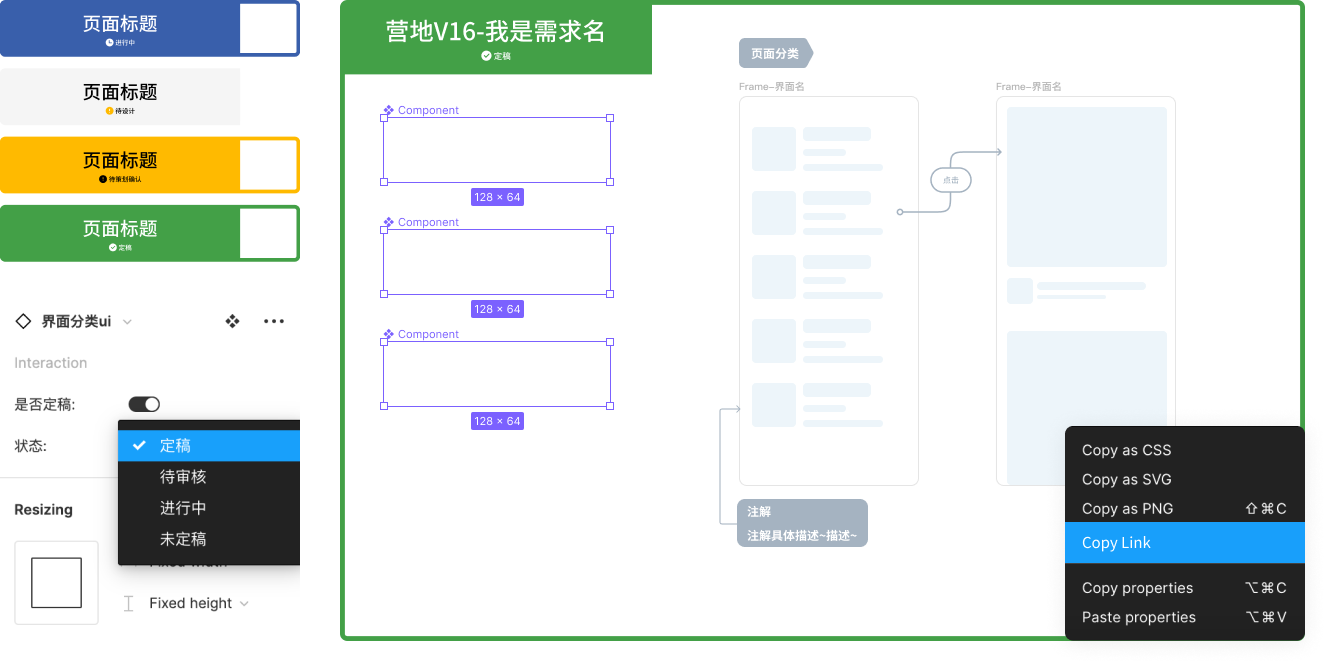 页面标题
进行中
页面标题
待设计
页面标题
待策划确认
页面标题
定稿
界面分类ui
Interaction
是否定稿:
状态:
定稿
待审核
进行中
未定稿
Resizing
Fixed width
Fixed height
营地V16-我是需求名
定稿
Component
128 × 64
Component
128 × 64
Component
128 × 64
页面分类
Frame-界面名
Frame-界面名
点击
注解
注解具体描述~描述~
Copy as CSS
Copy as SVG
Copy as PNG ⇧⌘C
Copy Link
Copy properties ⌥⌘C
Paste properties ⌥⌘V